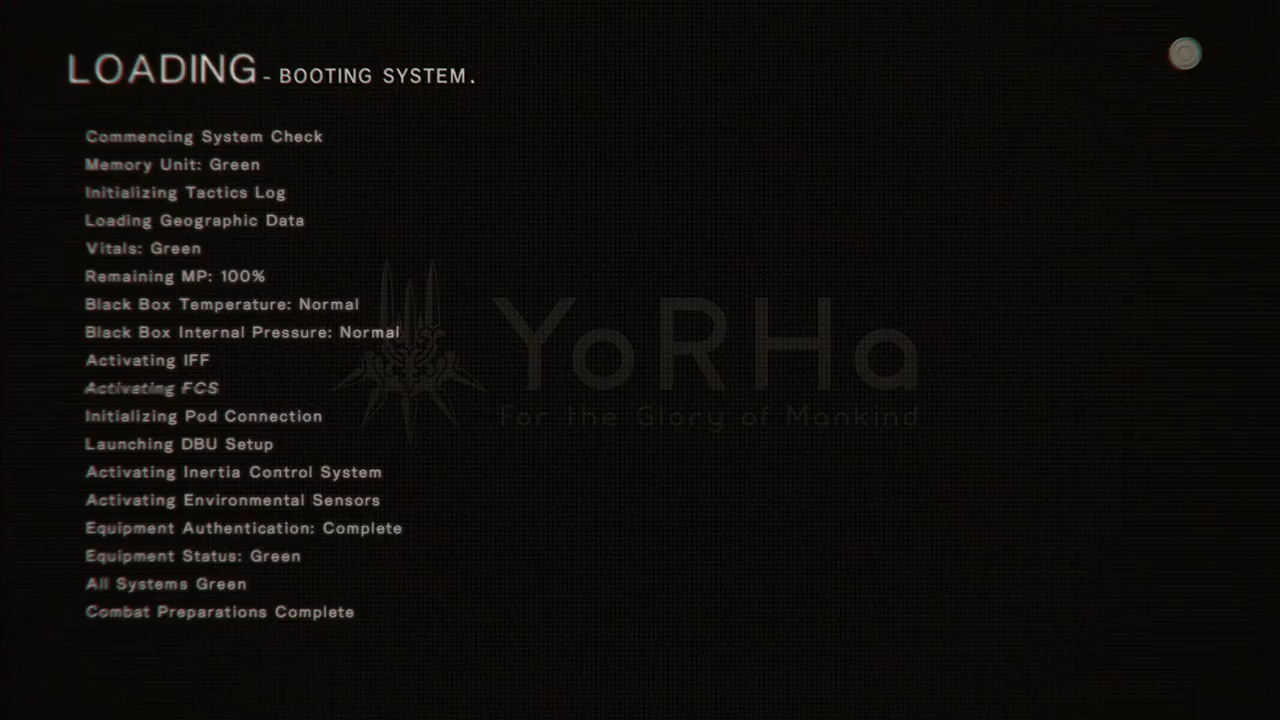 LOADING - BOOTING SYSTEM.
Commencing System Check
Memory Unit: Green
Initializing Tactics Log
Loading Geographic Data
Vitals: Green
Remaining MP: 100%
Black Box Temperature: Normal
Black Box Internal Pressure: Normal
Activating IFF
Activating FCS
Initializing Pod Connection
Launching DBU Setup
Activating Inertia Control System
Activating Environmental Sensors
Equipment Authentication: Complete
Equipment Status: Green
All Systems Green
Combat Preparations Complete
YoRHa
For the Glory of Mankind